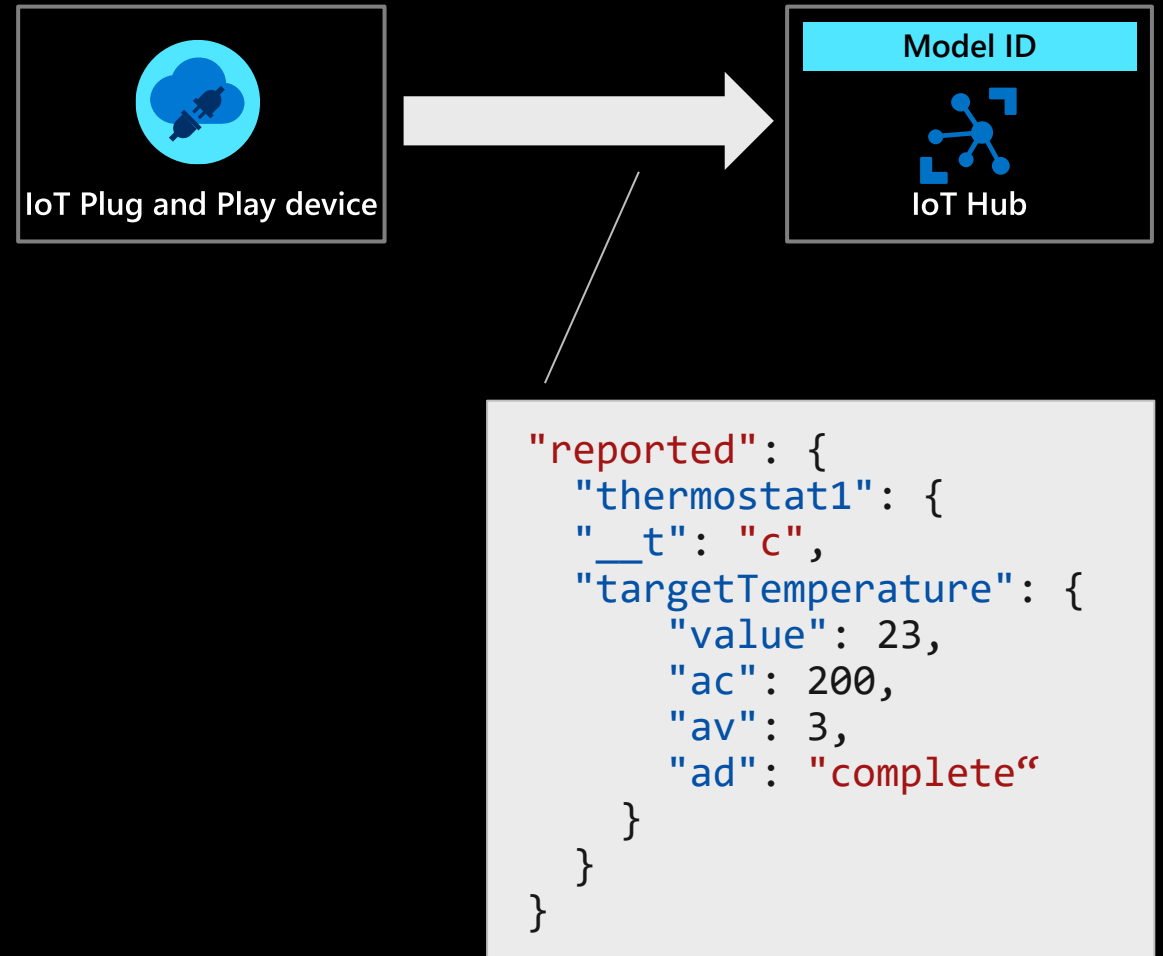 Model ID
IoT Plug and Play device
IoT Hub
"reported": {
  "thermostat1": {
  "__t": "c",
  "targetTemperature": {
      "value": 23,
      "ac": 200,
      "av": 3,
      "ad": "complete“
    }
  }
}